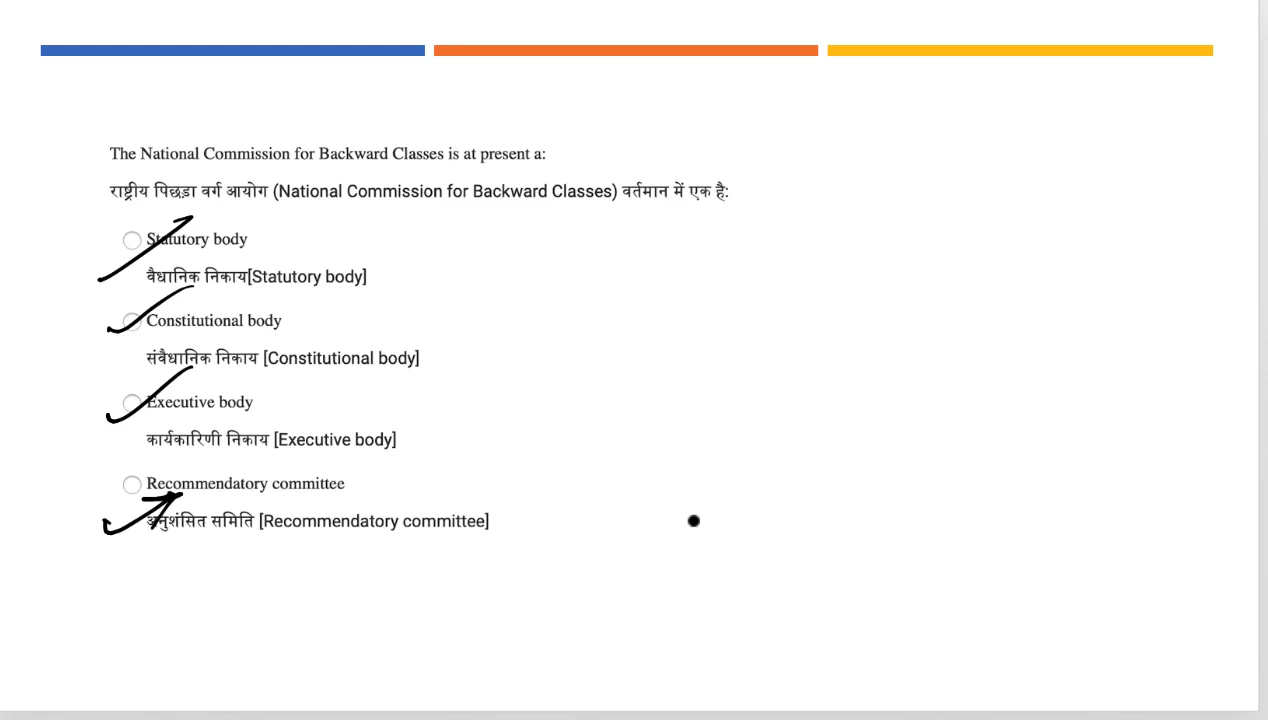 The National Commission for Backward Classes is at present a:
राष्ट्रीय पिछड़ा वर्ग आयोग (National Commission for Backward Classes) वर्तमान में एक है:
Statutory body
वैधानिक निकाय[Statutory body]
Constitutional body
संवैधानिक निकाय [Constitutional body]
Executive body
कार्यकारिणी निकाय [Executive body]
Recommendatory committee
अनुशंसित समिति [Recommendatory committee]